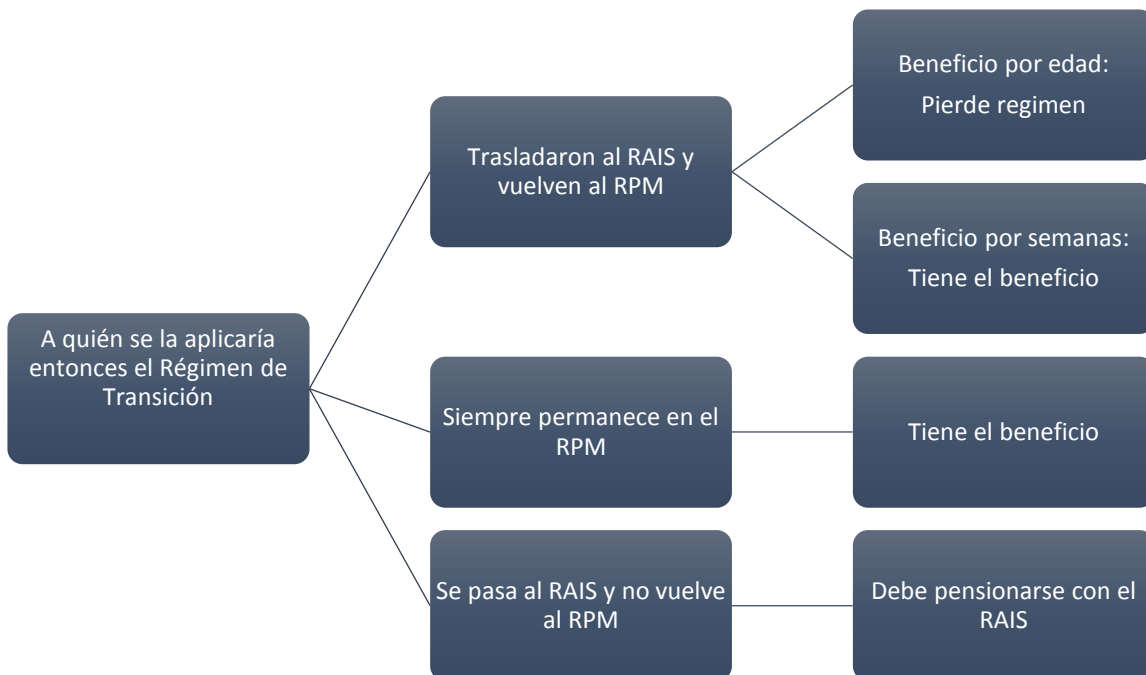 A quién se la aplicaría
entonces el Régimen de
Transición
Trasladaron al RAIS y
vuelven al RPM
Beneficio por edad:
Pierde regimen
Beneficio por semanas:
Tiene el beneficio
Siempre permanece en el
RPM
Tiene el beneficio
Se pasa al RAIS y no vuelve
al RPM
Debe pensionarse con el
RAIS